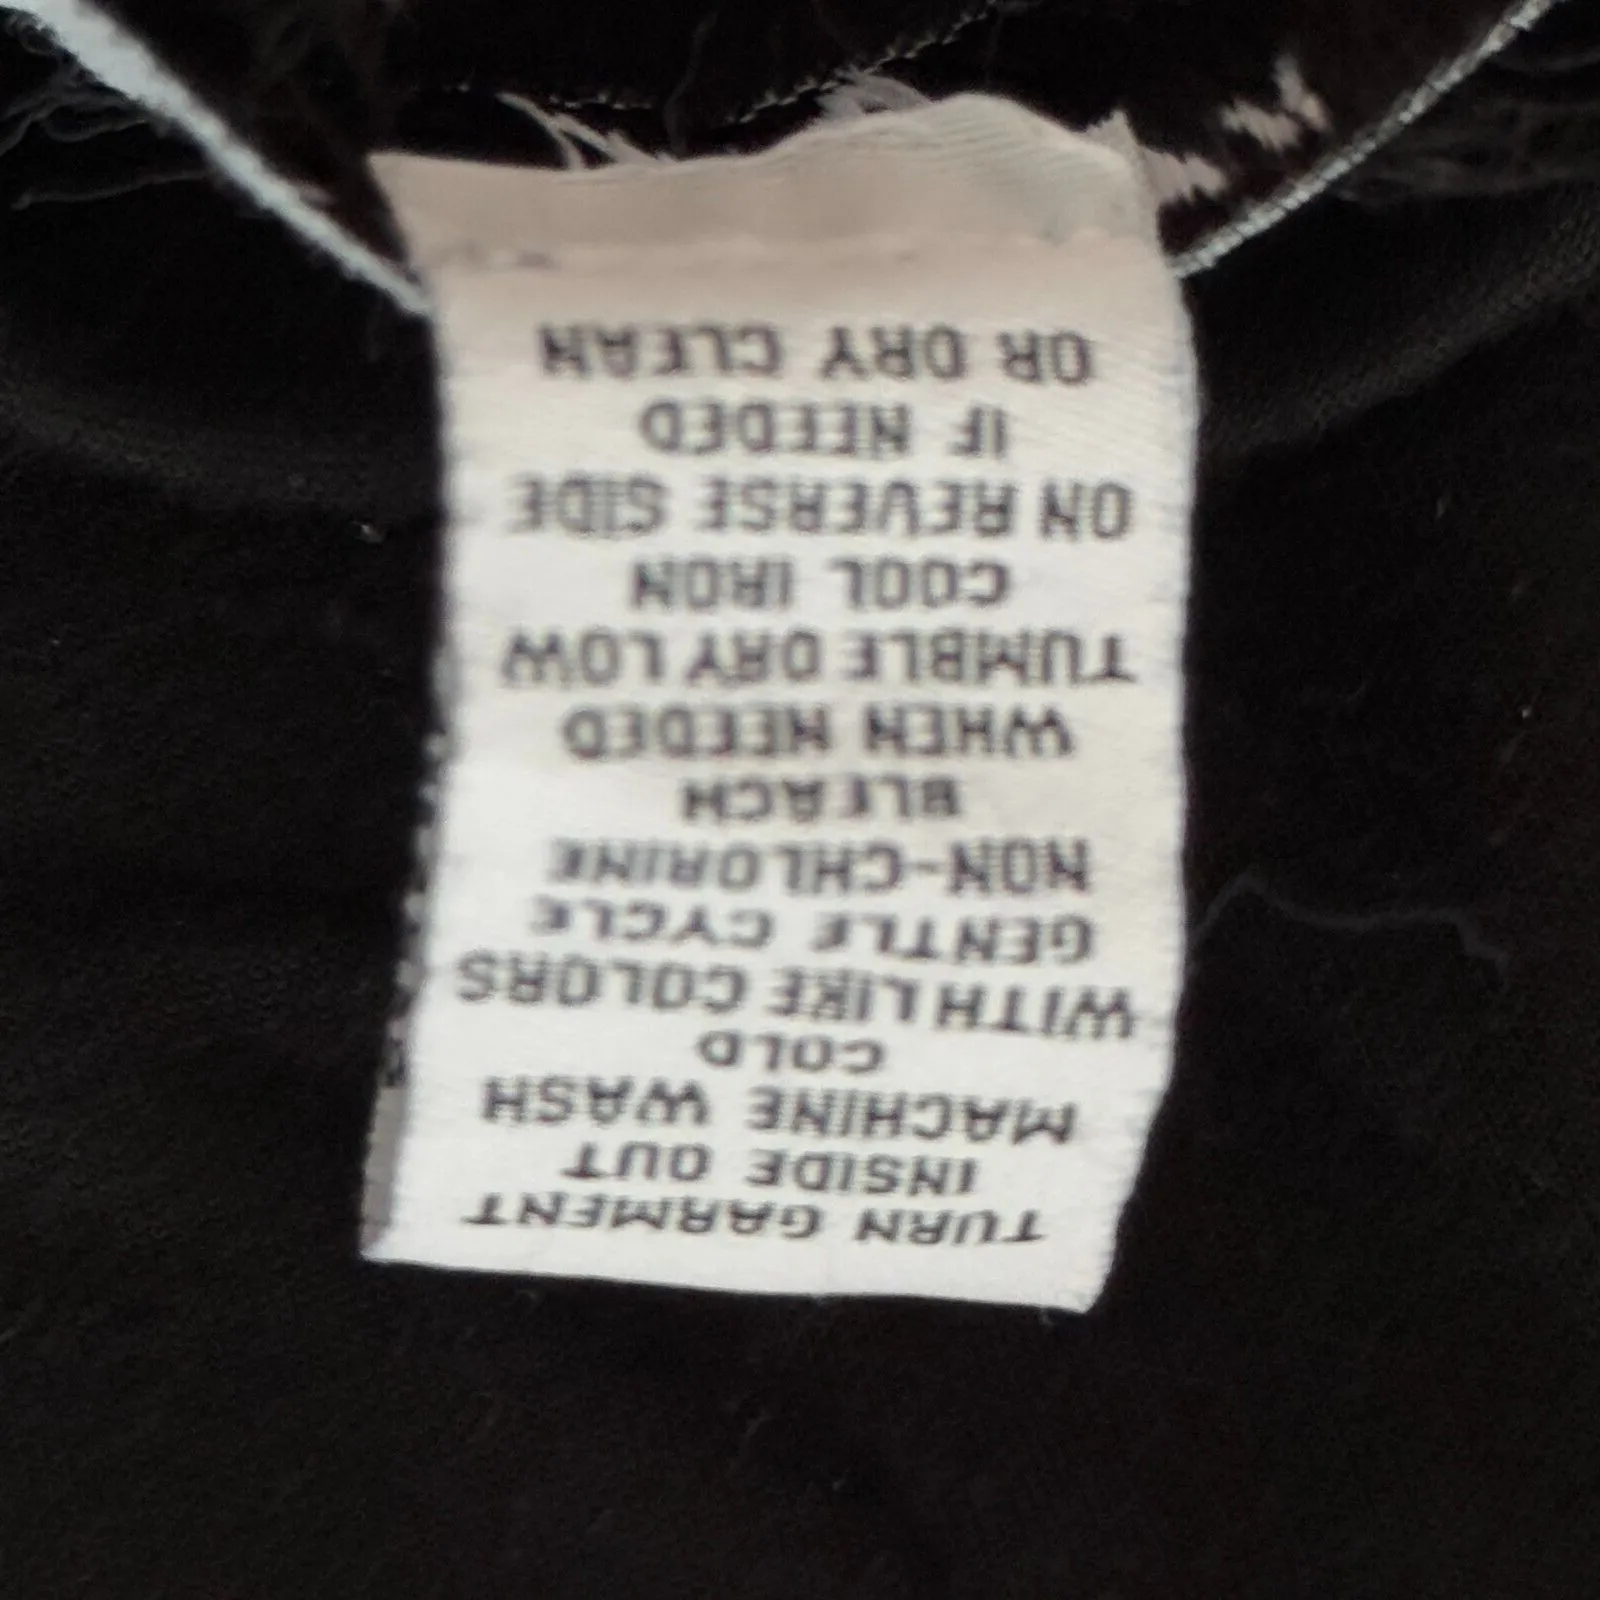 TURN GARMENT
INSIDE OUT
MACHINE WASH
COLD
WITH LIKE COLORS
GENTLE CYCLE
NON-CHLORINE
BLEACH
WHEN NEEDED
TUMBLE DRY LOW
COOL IRON
ON REVERSE SIDE
IF NEEDED
OR DRY CLEAN